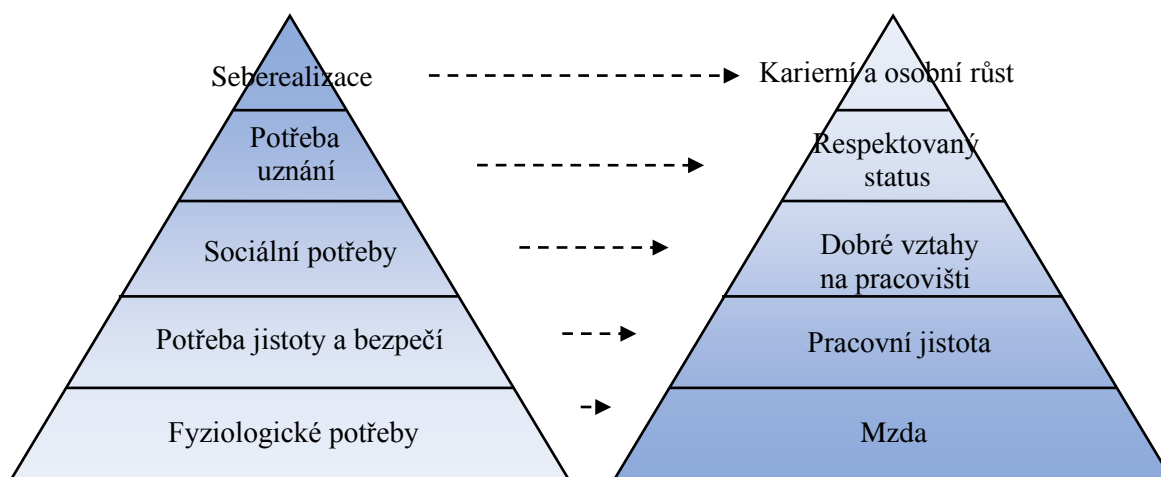 Seberealizace
Karierní a osobní růst
Potřeba
uznání
Respektovaný
status
Sociální potřeby
Dobré vztahy
na pracovišti
Potřeba jistoty a bezpečí
Pracovní jistota
Fyziologické potřeby
Mzda